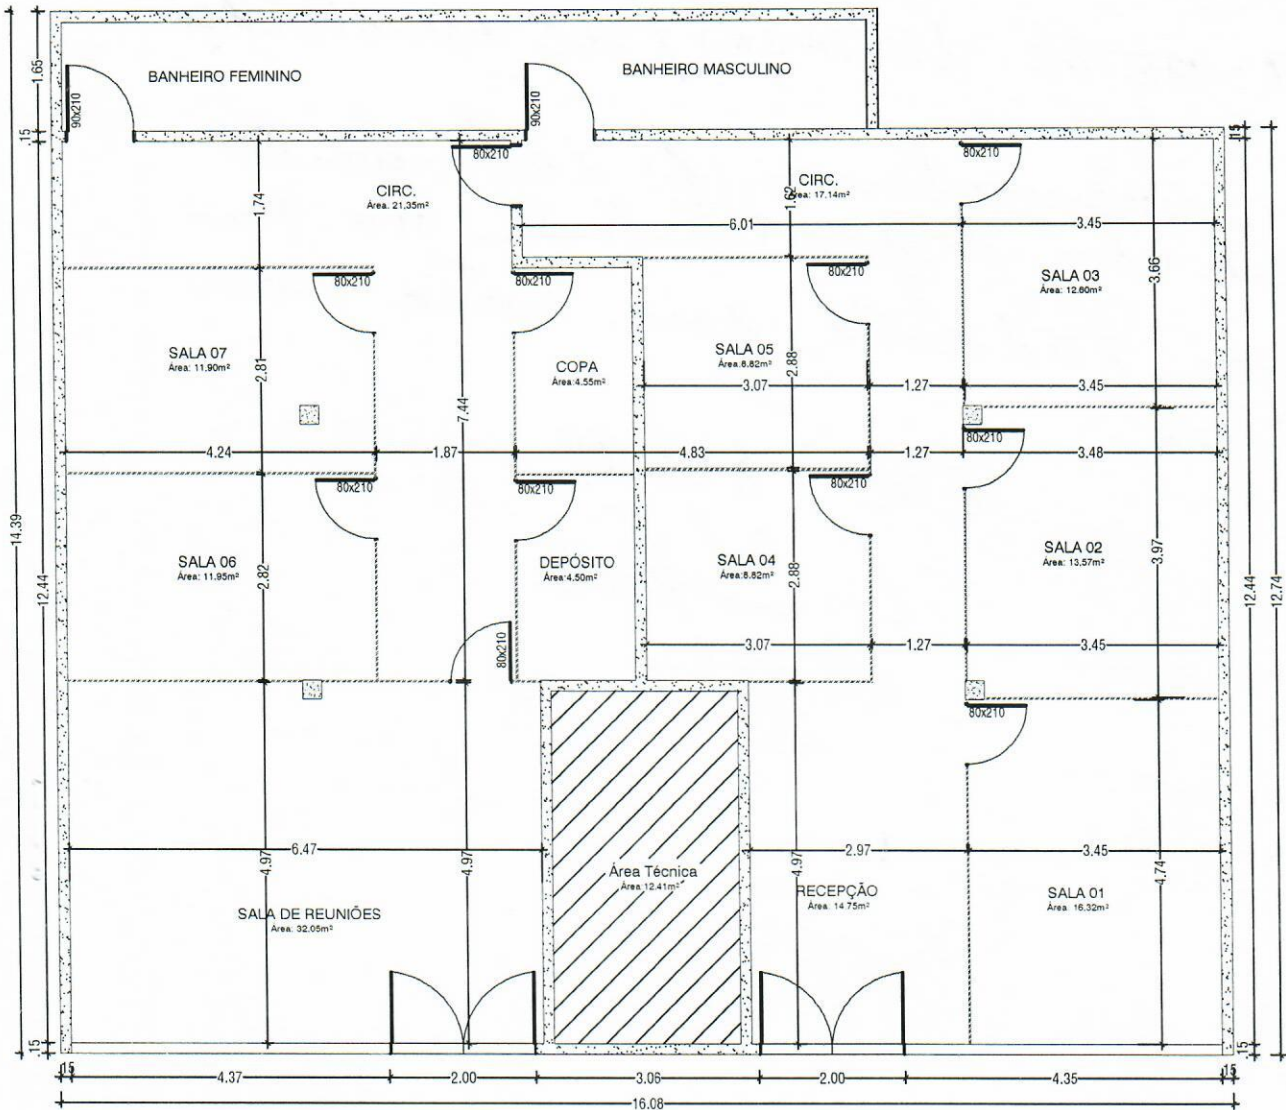 BANHEIRO FEMININO
BANHEIRO MASCULINO
1.65
90x210
90x210
15
15
80x210
80x210
CIRC.
Área: 21,35m²
CIRC.
Área: 17.14m²
1.74
1.62
6.01
3.45
80x210
80x210
80x210
SALA 03
Área: 12.60m²
3.66
SALA 07
Área: 11,90m²
2.81
7.44
COPA
Área:4.55m²
SALA 05
Área:8.82m²
2.88
3.07
1.27
3.45
80x210
4.24
1.87
4.83
1.27
3.48
80x210
80x210
80x210
14.39
12.44
SALA 06
Área: 11.95m²
2.82
DEPÓSITO
Área:4.50m²
SALA 04
Área:8.82m²
2.88
SALA 02
Área: 13.57m²
3.97
12.44
12.74
80x210
3.07
1.27
3.45
80x210
6.47
4.97
4.97
Área Técnica
Área:12.41m²
2.97
4.97
3.45
4.74
RECEPÇÃO
Área: 14.75m²
SALA 01
Área: 16.32m²
SALA DE REUNIÕES
Área: 32.05m²
15
15
15
4.37
2.00
3.06
2.00
4.35
15
16.08